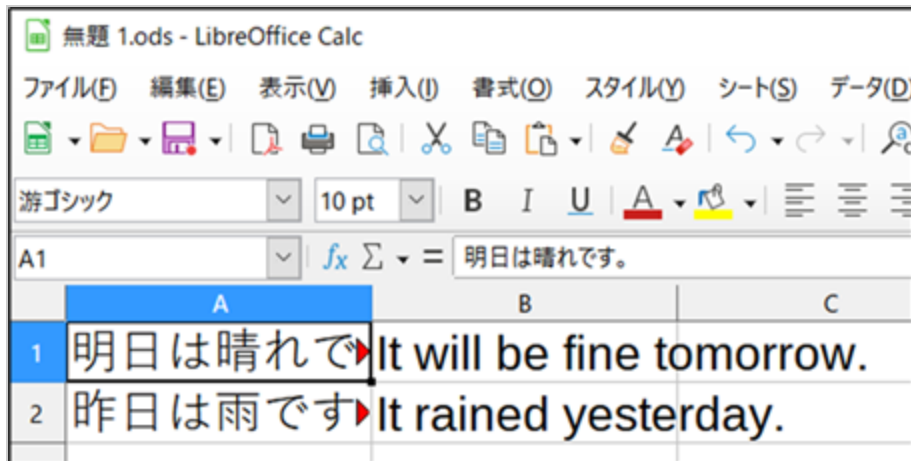 無題 1.ods - LibreOffice Calc
ファイル(F) 編集(E) 表示(V) 挿入(I) 書式(O) スタイル(Y) シート(S) データ(D)
游ゴシック 10 pt B I U A
A1 fx Σ = 明日は晴れです。
A B C
1 明日は晴れで It will be fine tomorrow.
2 昨日は雨です It rained yesterday.